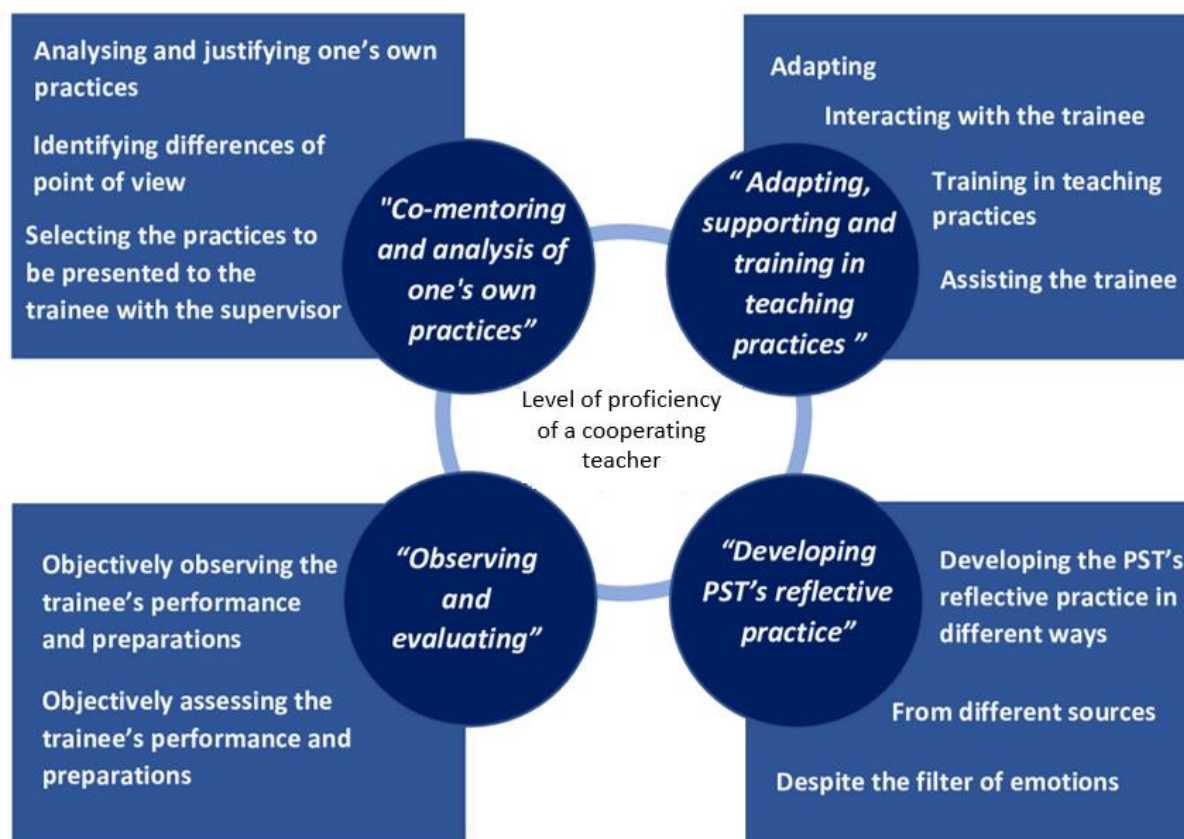 Analysing and justifying one’s own
practices
Identifying differences of
point of view
Selecting the practices to
be presented to the
trainee with the supervisor
"Co-mentoring
and analysis of
one's own
practices”
Adapting
Interacting with the trainee
Training in teaching
practices
Assisting the trainee
“ Adapting,
supporting and
training in
teaching
practices ”
Level of proficiency
of a cooperating
teacher
Objectively observing the
trainee’s performance
and preparations
Objectively assessing the
trainee’s performance and
preparations
“Observing
and
evaluating”
“Developing
PST’s reflective
practice”
Developing the PST’s
reflective practice in
different ways
From different sources
Despite the filter of emotions